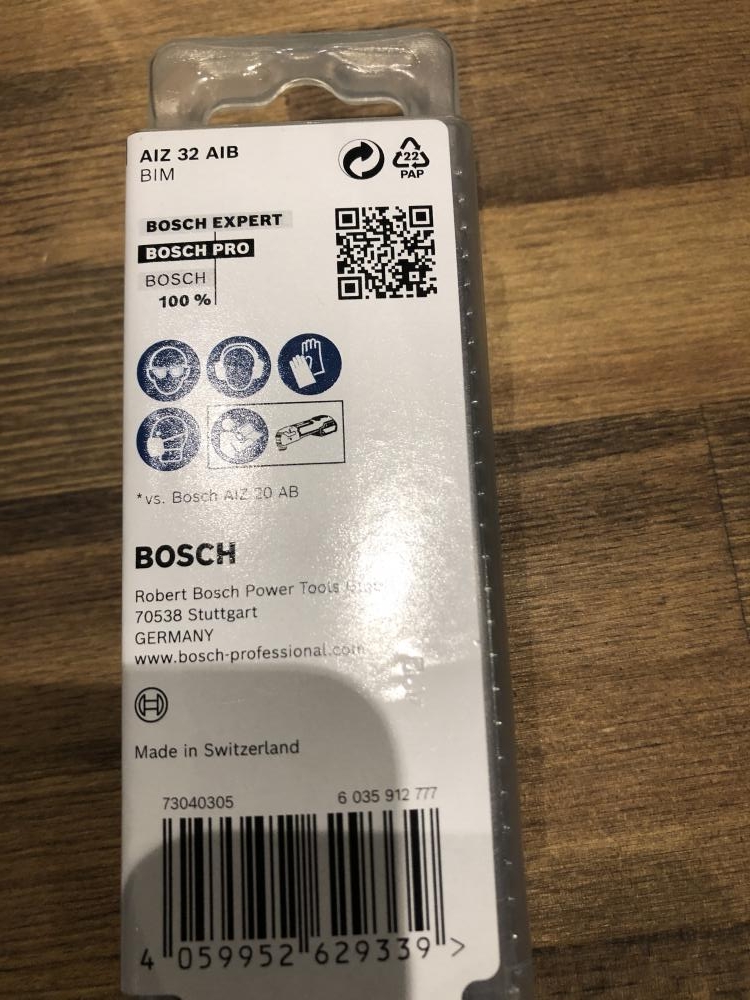 AIZ 32 AIB
BIM
22
PAP
BOSCH EXPERT
BOSCH PRO
BOSCH
100 %
*vs. Bosch AIZ 20 AB
BOSCH
Robert Bosch Power Tools
70538 Stuttgart
GERMANY
www.bosch-professional.com
Made in Switzerland
73040305 6 035 912 777
4 059952 629339 >